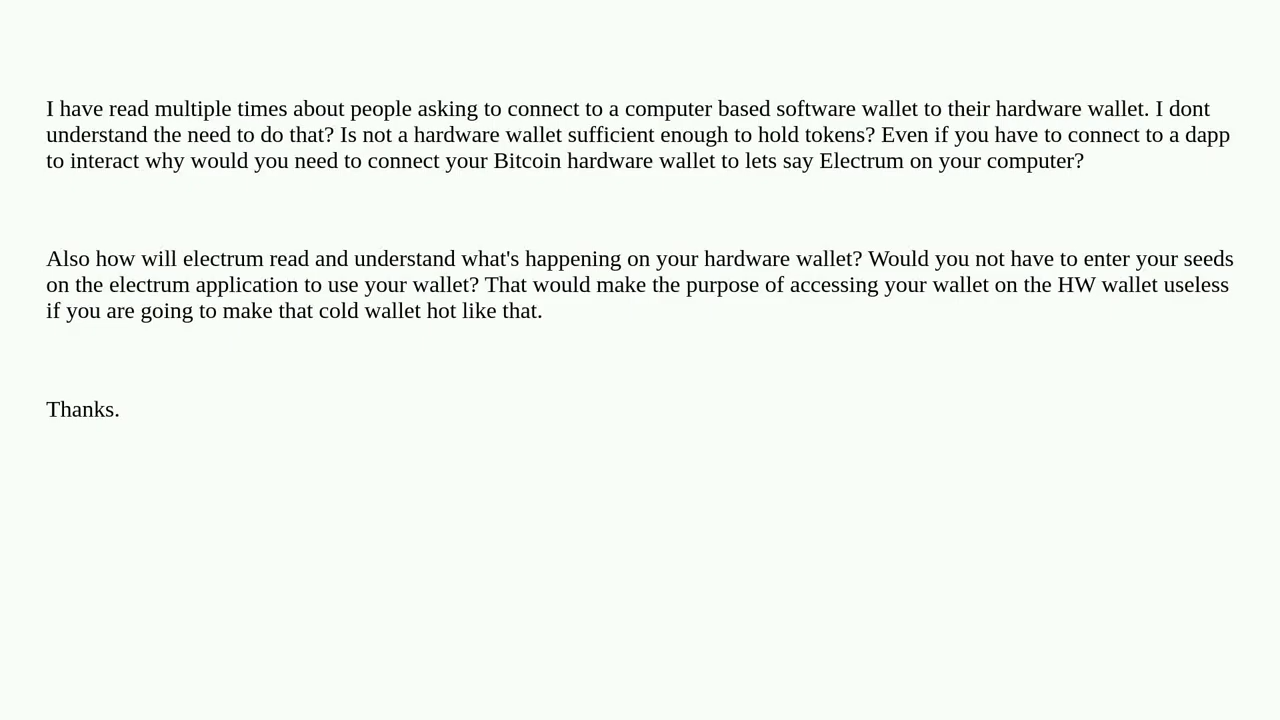 I have read multiple times about people asking to connect to a computer based software wallet to their hardware wallet. I dont
understand the need to do that? Is not a hardware wallet sufficient enough to hold tokens? Even if you have to connect to a dapp
to interact why would you need to connect your Bitcoin hardware wallet to lets say Electrum on your computer?
Also how will electrum read and understand what's happening on your hardware wallet? Would you not have to enter your seeds
on the electrum application to use your wallet? That would make the purpose of accessing your wallet on the HW wallet useless
if you are going to make that cold wallet hot like that.
Thanks.